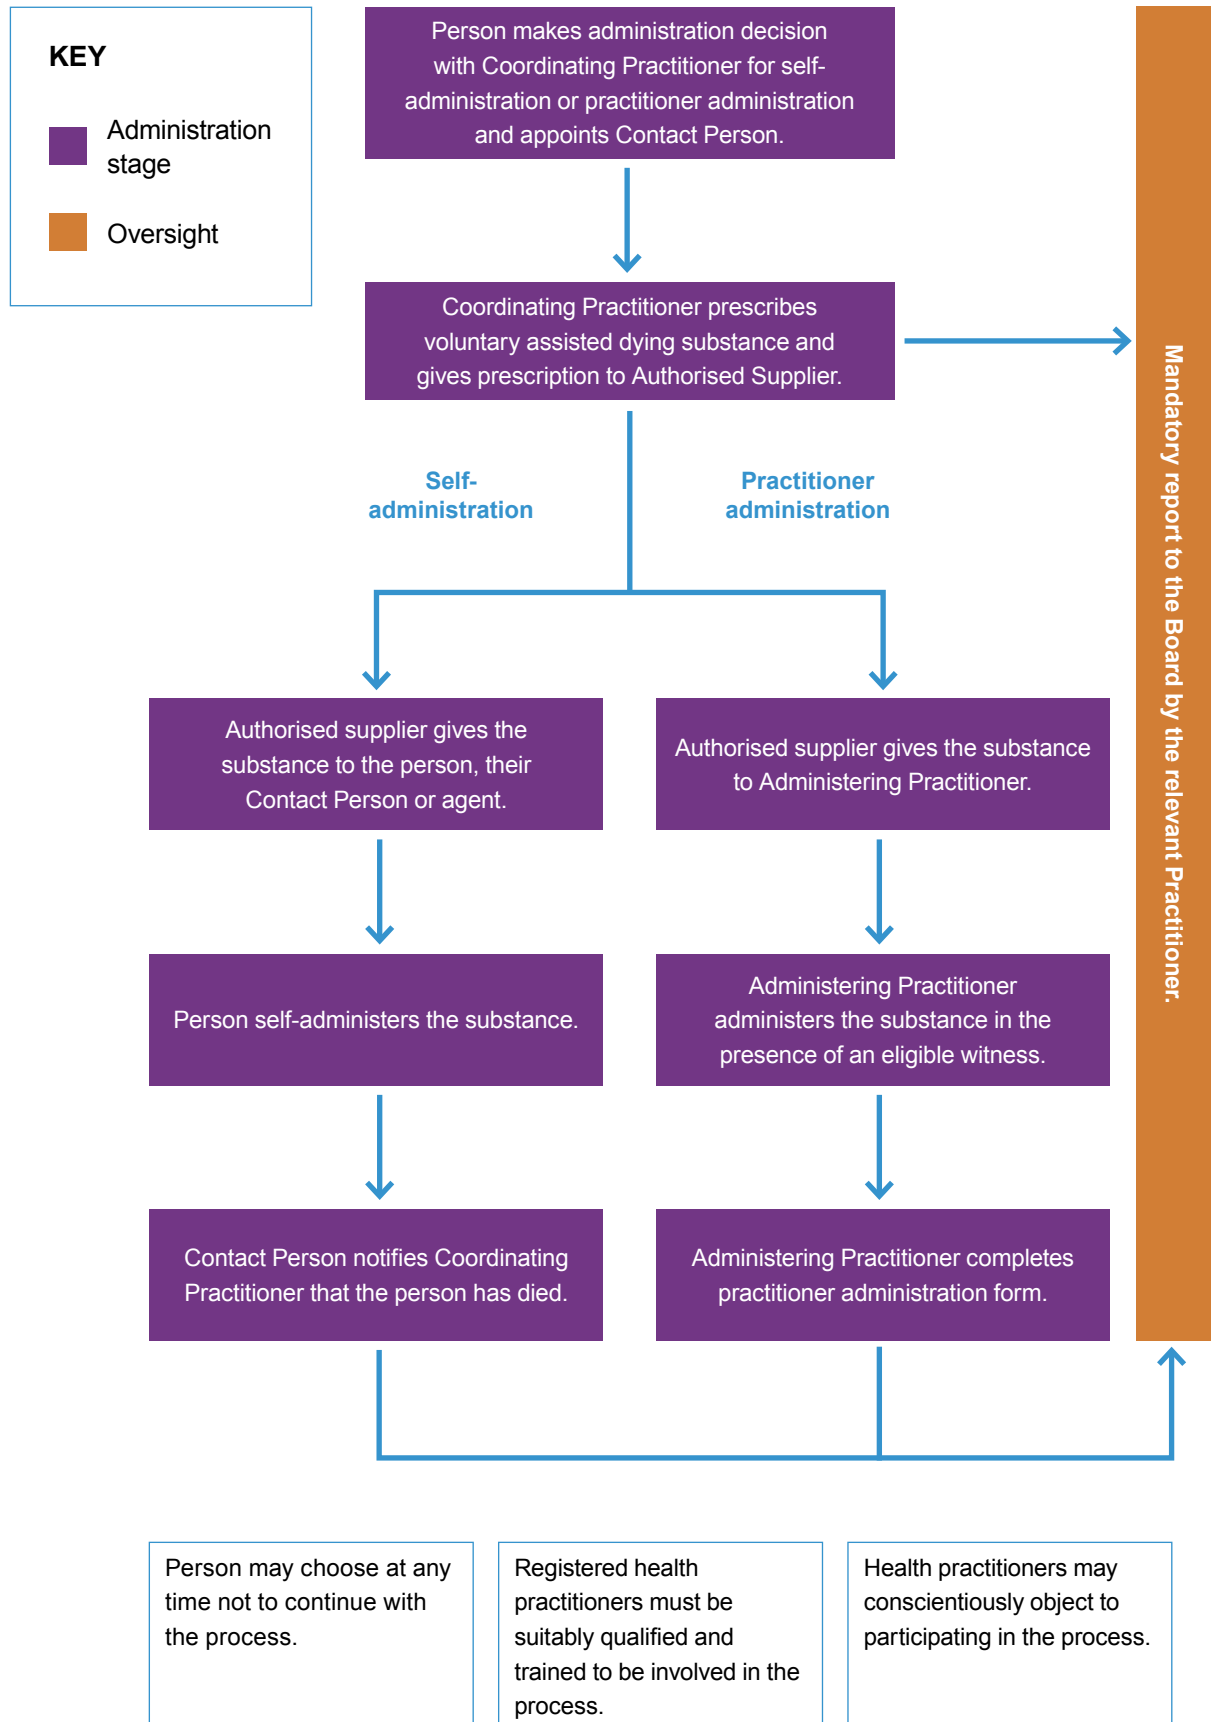 KEY
Administration
stage
Oversight
Person makes administration decision
with Coordinating Practitioner for self-
administration or practitioner administration
and appoints Contact Person.
Coordinating Practitioner prescribes
voluntary assisted dying substance and
gives prescription to Authorised Supplier.
Self-
administration
Practitioner
administration
Authorised supplier gives the
substance to the person, their
Contact Person or agent.
Authorised supplier gives the substance
to Administering Practitioner.
Person self-administers the substance.
Administering Practitioner
administers the substance in the
presence of an eligible witness.
Contact Person notifies Coordinating
Practitioner that the person has died.
Administering Practitioner completes
practitioner administration form.
Mandatory report to the Board by the relevant Practitioner.
Person may choose at any
time not to continue with
the process.
Registered health
practitioners must be
suitably qualified and
trained to be involved in the
process.
Health practitioners may
conscientiously object to
participating in the process.